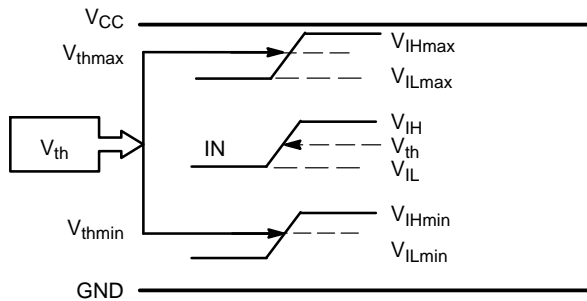 VCC
Vthmax
VIHmax
VILmax
Vth
IN
VIH
Vth
VIL
Vthmin
VIHmin
VILmin
GND